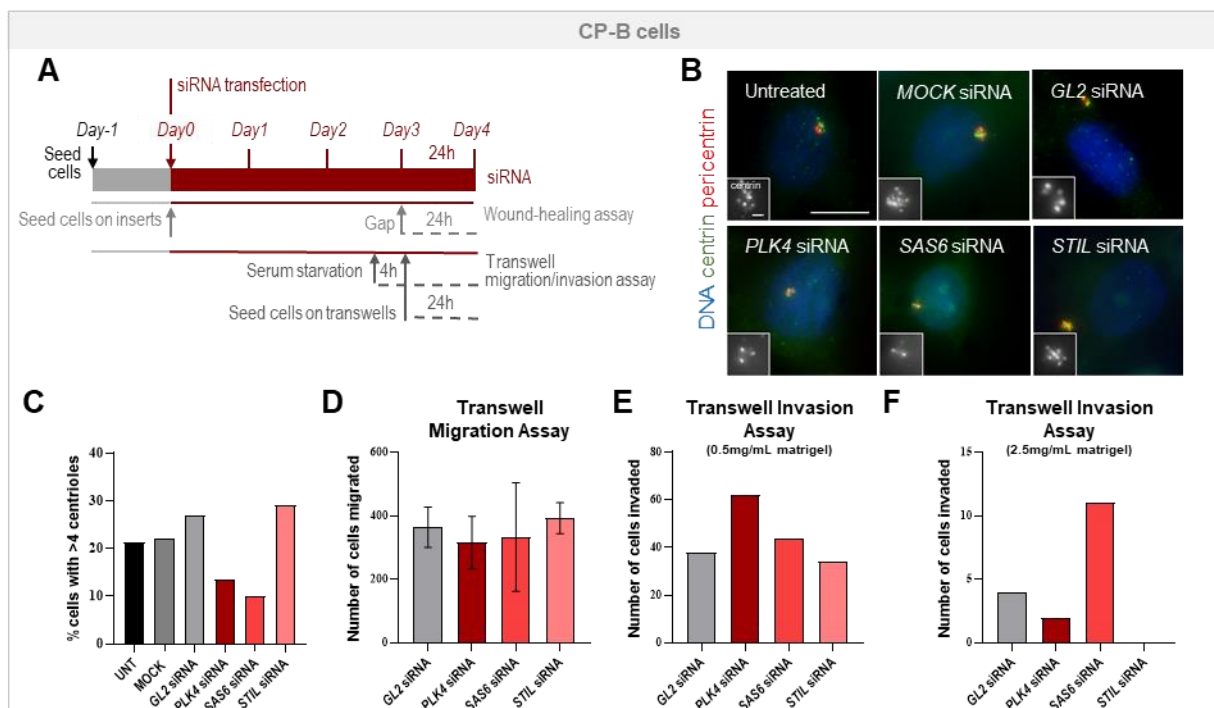 CP-B cells
A
siRNA transfection
Day-1 Day0 Day1 Day2 Day3 Day4
Seed cells
24h
siRNA
Seed cells on inserts
Gap
24h
Wound-healing assay
Serum starvation
4h
Transwell
migration/invasion assay
Seed cells on transwells
24h
B
DNA centrin pericentrin
Untreated
centrin
MOCK siRNA
GL2 siRNA
PLK4 siRNA
SAS6 siRNA
STIL siRNA
C
% cells with >4 centrioles
40
30
20
10
0
UNT
MOCK
GL2 siRNA
PLK4 siRNA
SAS6 siRNA
STIL siRNA
D
Transwell
Migration Assay
Number of cells migrated
600
400
200
0
GL2 siRNA
PLK4 siRNA
SAS6 siRNA
STIL siRNA
E
Transwell Invasion
Assay
(0.5mg/mL matrigel)
Number of cells invaded
80
60
40
20
0
GL2 siRNA
PLK4 siRNA
SAS6 siRNA
STIL siRNA
F
Transwell Invasion
Assay
(2.5mg/mL matrigel)
Number of cells invaded
15
10
5
0
GL2 siRNA
PLK4 siRNA
SAS6 siRNA
STIL siRNA